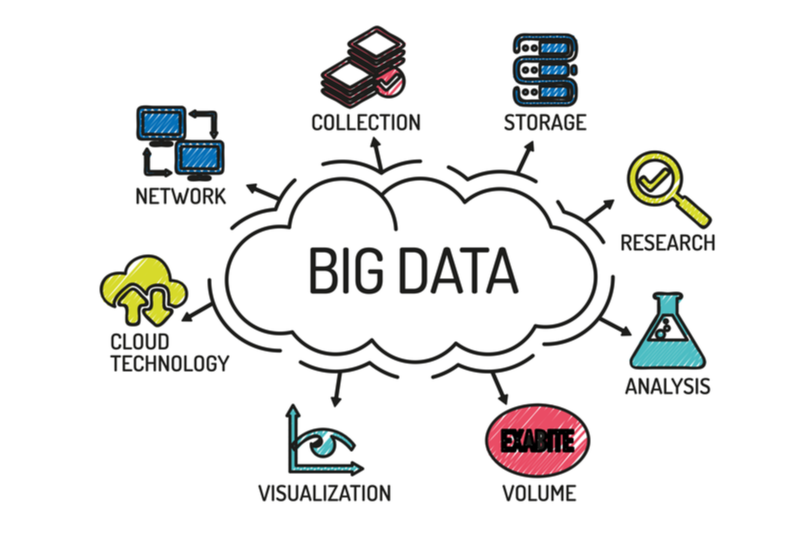 COLLECTION
STORAGE
NETWORK
RESEARCH
BIG DATA
CLOUD
TECHNOLOGY
ANALYSIS
EXABITE
VISUALIZATION
VOLUME